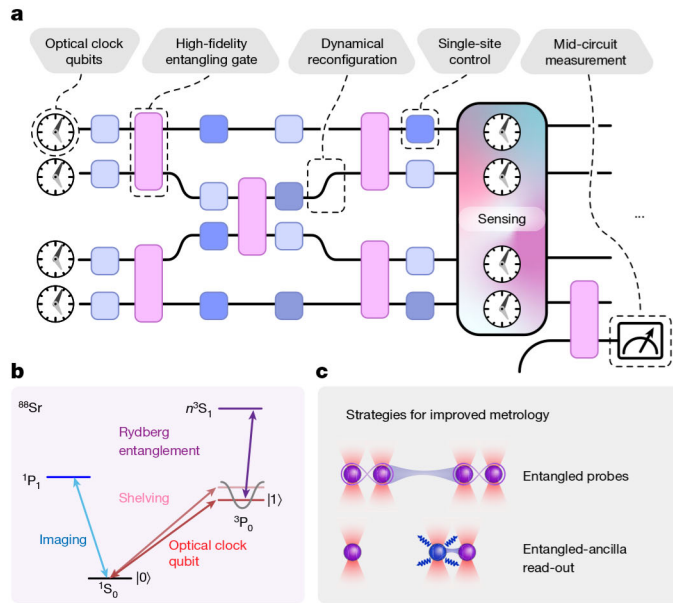 a
Optical clock
qubits
High-fidelity
entangling gate
Dynamical
reconfiguration
Single-site
control
Mid-circuit
measurement
Sensing
...
b
⁸⁸Sr
n³S₁
Rydberg
entanglement
¹P₁
Shelving
|1⟩
³P₀
Imaging
Optical clock
qubit
|0⟩
¹S₀
c
Strategies for improved metrology
Entangled probes
Entangled-ancilla
read-out